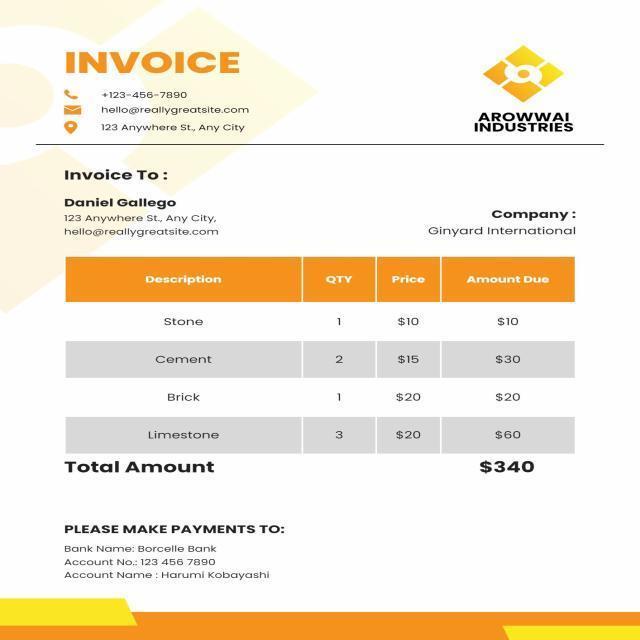 INVOICE
+123-456-7890
hello@reallygreatsite.com
123 Anywhere St., Any City
AROWWAI
INDUSTRIES
Invoice To :
Daniel Gallego
123 Anywhere St., Any City,
hello@reallygreatsite.com
Company :
Ginyard International
Description QTY Price Amount Due
Stone 1 $10 $10
Cement 2 $15 $30
Brick 1 $20 $20
Limestone 3 $20 $60
Total Amount $340
PLEASE MAKE PAYMENTS TO:
Bank Name: Borcelle Bank
Account No.: 123 456 7890
Account Name : Harumi Kobayashi